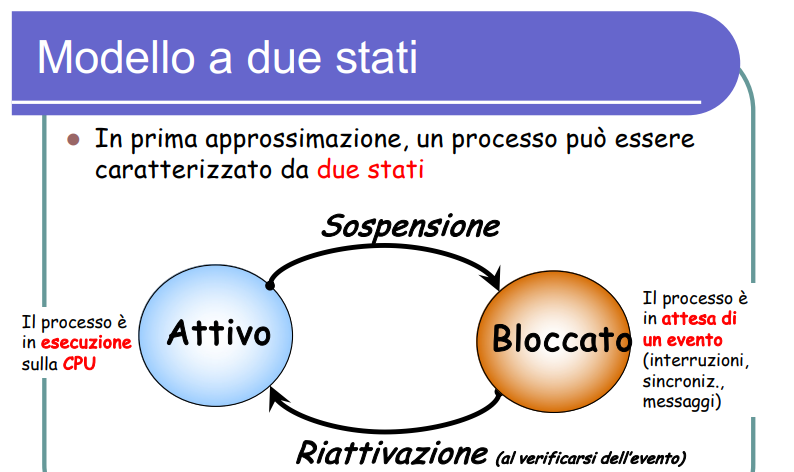 Modello a due stati
In prima approssimazione, un processo può essere
caratterizzato da due stati
Sospensione
Il processo è
in esecuzione
sulla CPU
Attivo
Bloccato
Il processo è
in attesa di
un evento
(interruzioni,
sincroniz.,
messaggi)
Riattivazione (al verificarsi dell'evento)